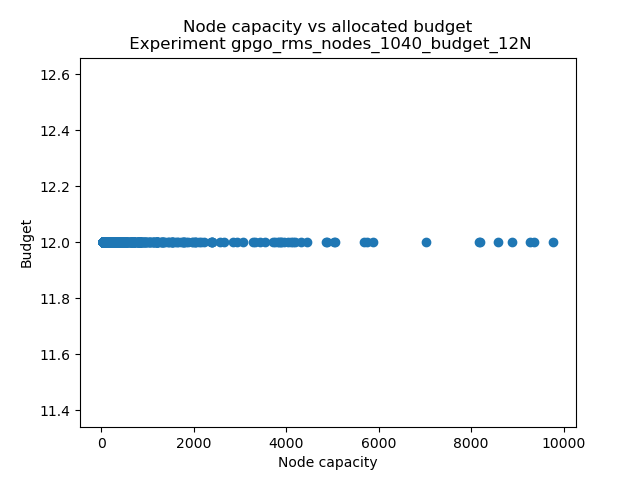 Node capacity vs allocated budget
Experiment gpgo_rms_nodes_1040_budget_12N
12.6
12.4
12.2
12.0
11.8
11.6
11.4
Budget
0 2000 4000 6000 8000 10000
Node capacity